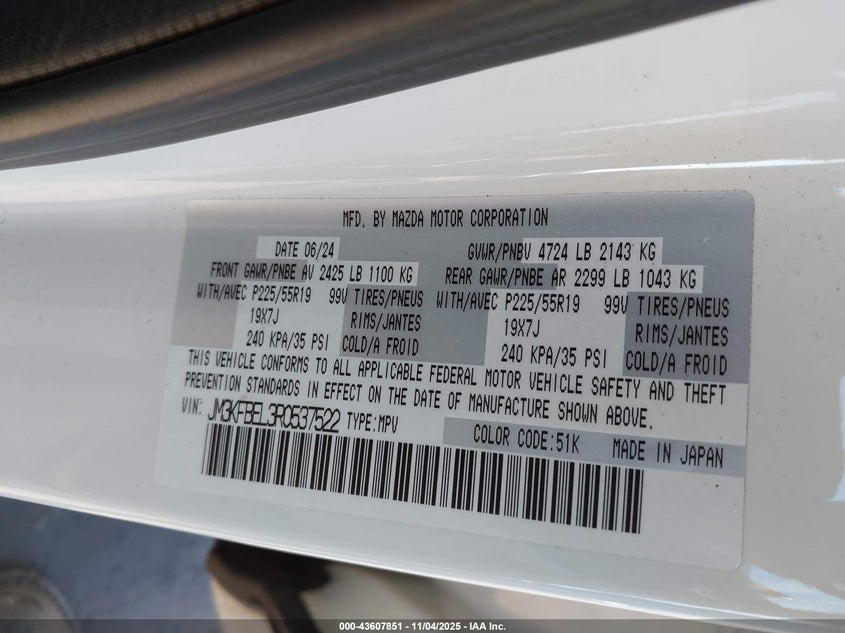 MFD. BY MAZDA MOTOR CORPORATION
DATE 06/24 GVWR/PNBV 4724 LB 2143 KG
FRONT GAWR/PNBE AV 2425 LB 1100 KG REAR GAWR/PNBE AR 2299 LB 1043 KG
WITH/AVEC P225/55R19 99V TIRES/PNEUS WITH/AVEC P225/55R19 99V TIRES/PNEUS
19X7J RIMS/JANTES 19X7J RIMS/JANTES
240 KPA/35 PSI COLD/A FROID 240 KPA/35 PSI COLD/A FROID
THIS VEHICLE CONFORMS TO ALL APPLICABLE FEDERAL MOTOR VEHICLE SAFETY AND THEFT
PREVENTION STANDARDS IN EFFECT ON THE DATE OF MANUFACTURE SHOWN ABOVE.
VIN: JM3KFBEL3R0537522 TYPE:MPV
COLOR CODE:51K MADE IN JAPAN
000-43607851 - 11/04/2025 - IAA Inc.